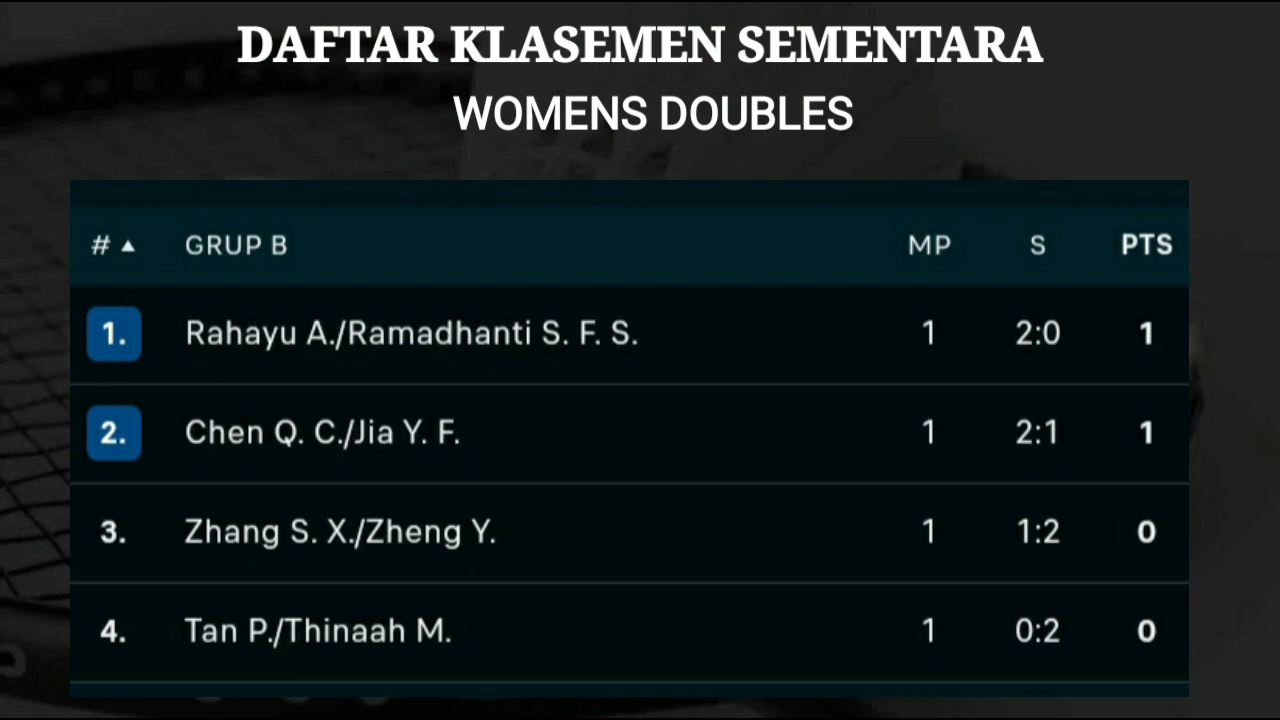 DAFTAR KLASEMEN SEMENTARA
WOMENS DOUBLES
# ▲ GRUP B MP S PTS
1. Rahayu A./Ramadhanti S. F. S. 1 2:0 1
2. Chen Q. C./Jia Y. F. 1 2:1 1
3. Zhang S. X./Zheng Y. 1 1:2 0
4. Tan P./Thinaah M. 1 0:2 0